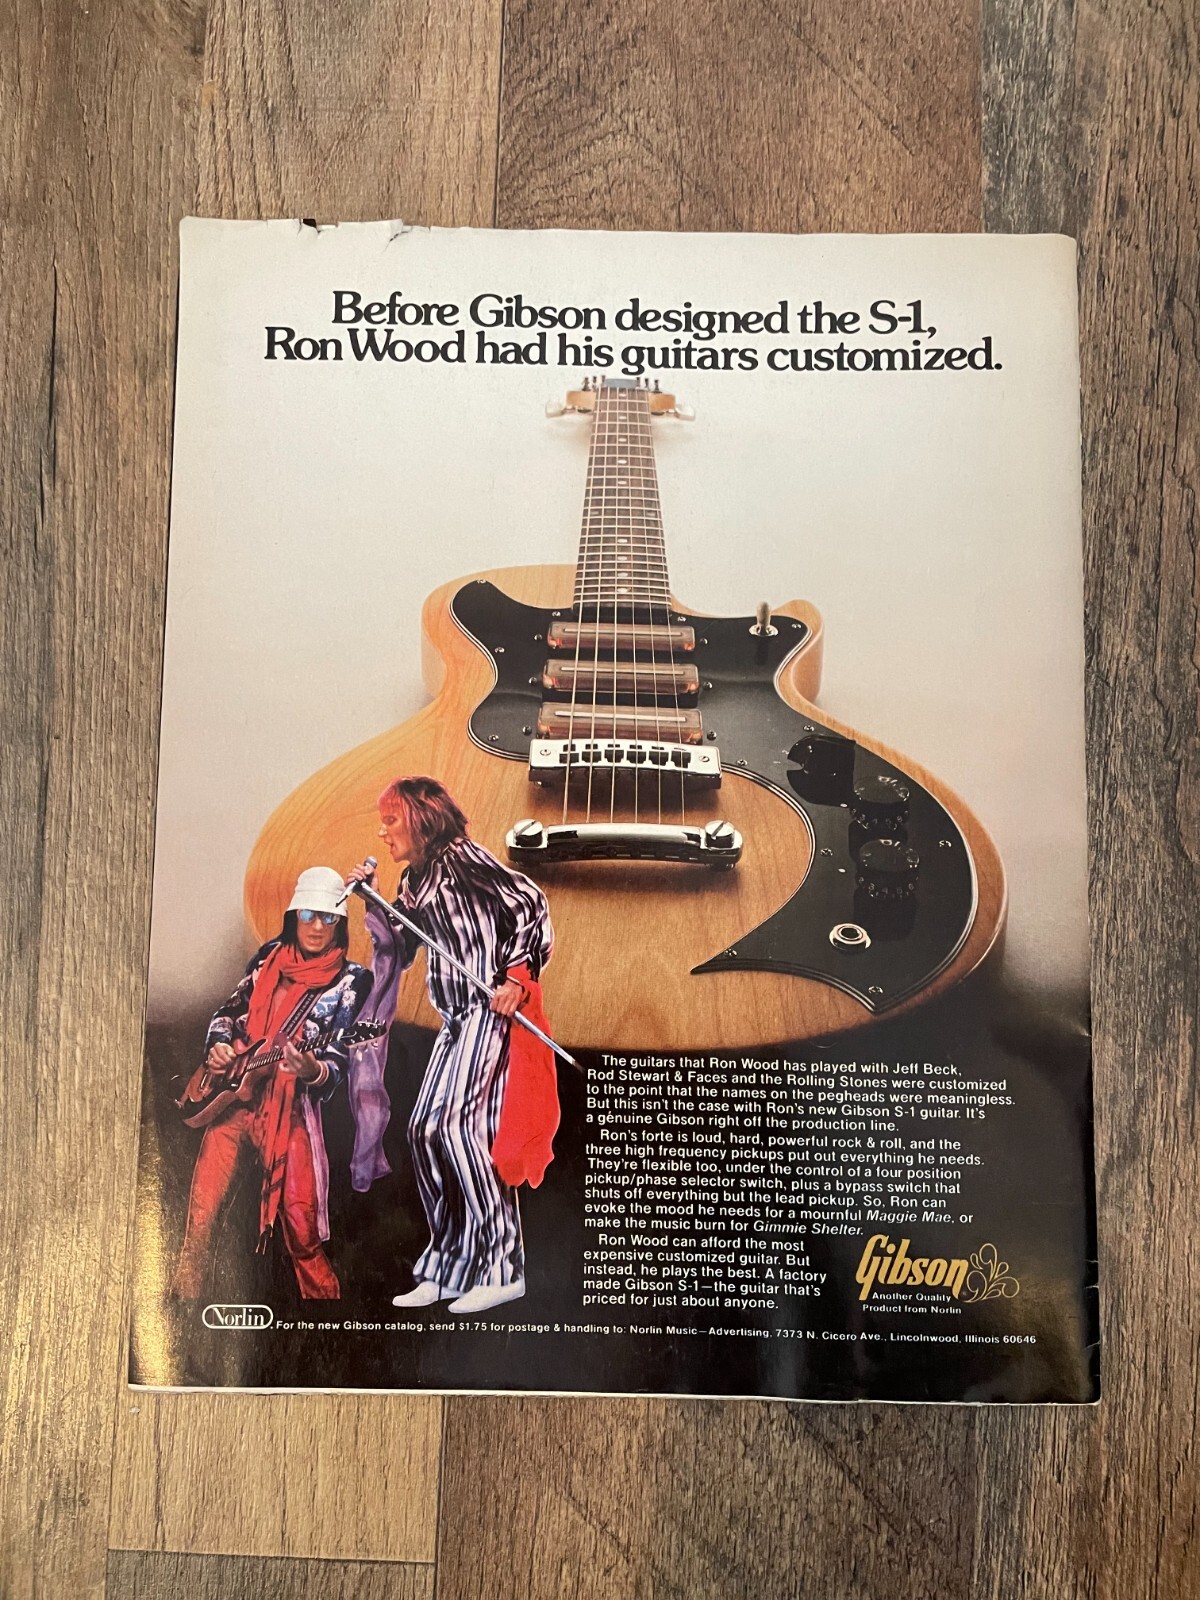 Before Gibson designed the S-1,
Ron Wood had his guitars customized.
The guitars that Ron Wood has played with Jeff Beck,
Rod Stewart & Faces and the Rolling Stones were customized
to the point that the names on the pegheads were meaningless.
But this isn't the case with Ron's new Gibson S-1 guitar. It's
a genuine Gibson right off the production line.
Ron's forte is loud, hard, powerful rock & roll, and the
three high frequency pickups put out everything he needs.
They're flexible too, under the control of a four position
pickup/phase selector switch, plus a bypass switch that
shuts off everything but the lead pickup. So, Ron can
evoke the mood he needs for a mournful Maggie Mae, or
make the music burn for Gimmie Shelter.
Ron Wood can afford the most
expensive customized guitar. But
instead, he plays the best. A factory
made Gibson S-1—the guitar that's
priced for just about anyone.
Gibson
Another Quality
Product from Norlin
Norlin
For the new Gibson catalog, send $1.75 for postage & handling to: Norlin Music—Advertising, 7373 N. Cicero Ave., Lincolnwood, Illinois 60646